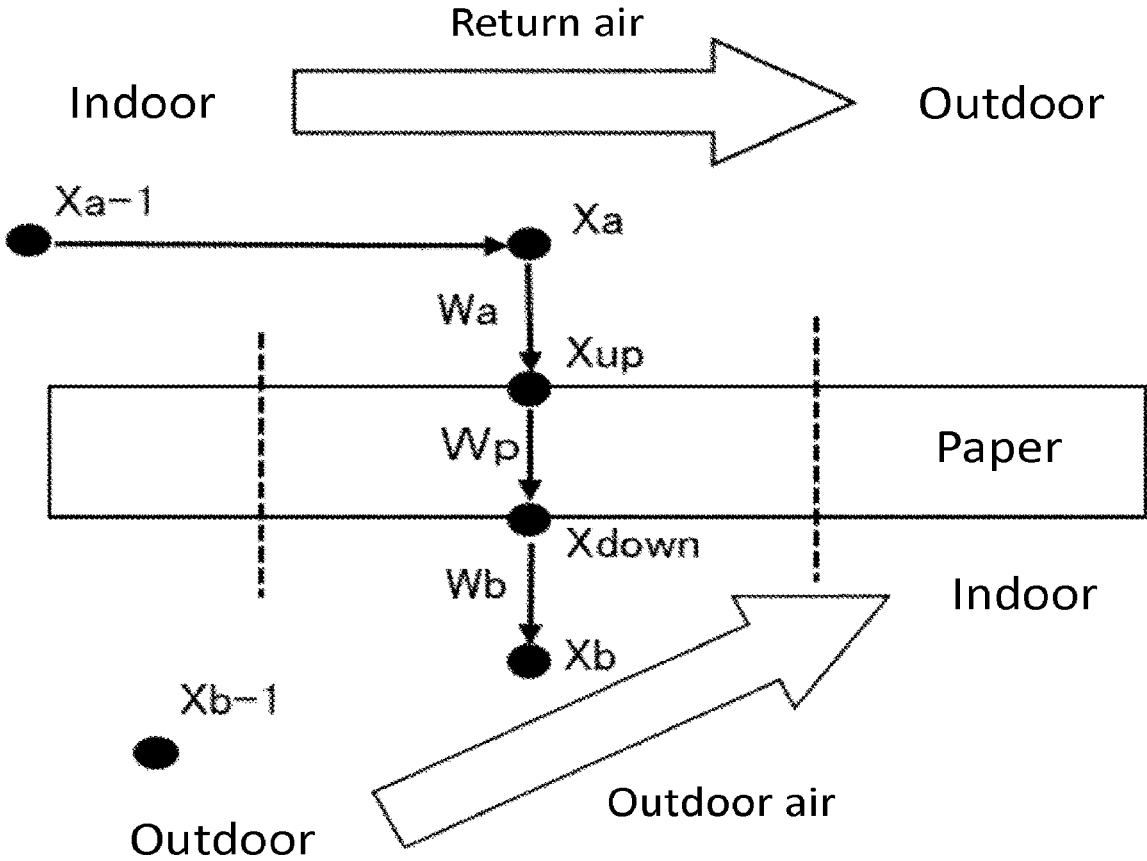 Return air
Indoor
Outdoor
Xa-1
Xa
Wa
Xup
Wp
Paper
Xdown
Wb
Indoor
Xb
Xb-1
Outdoor air
Outdoor